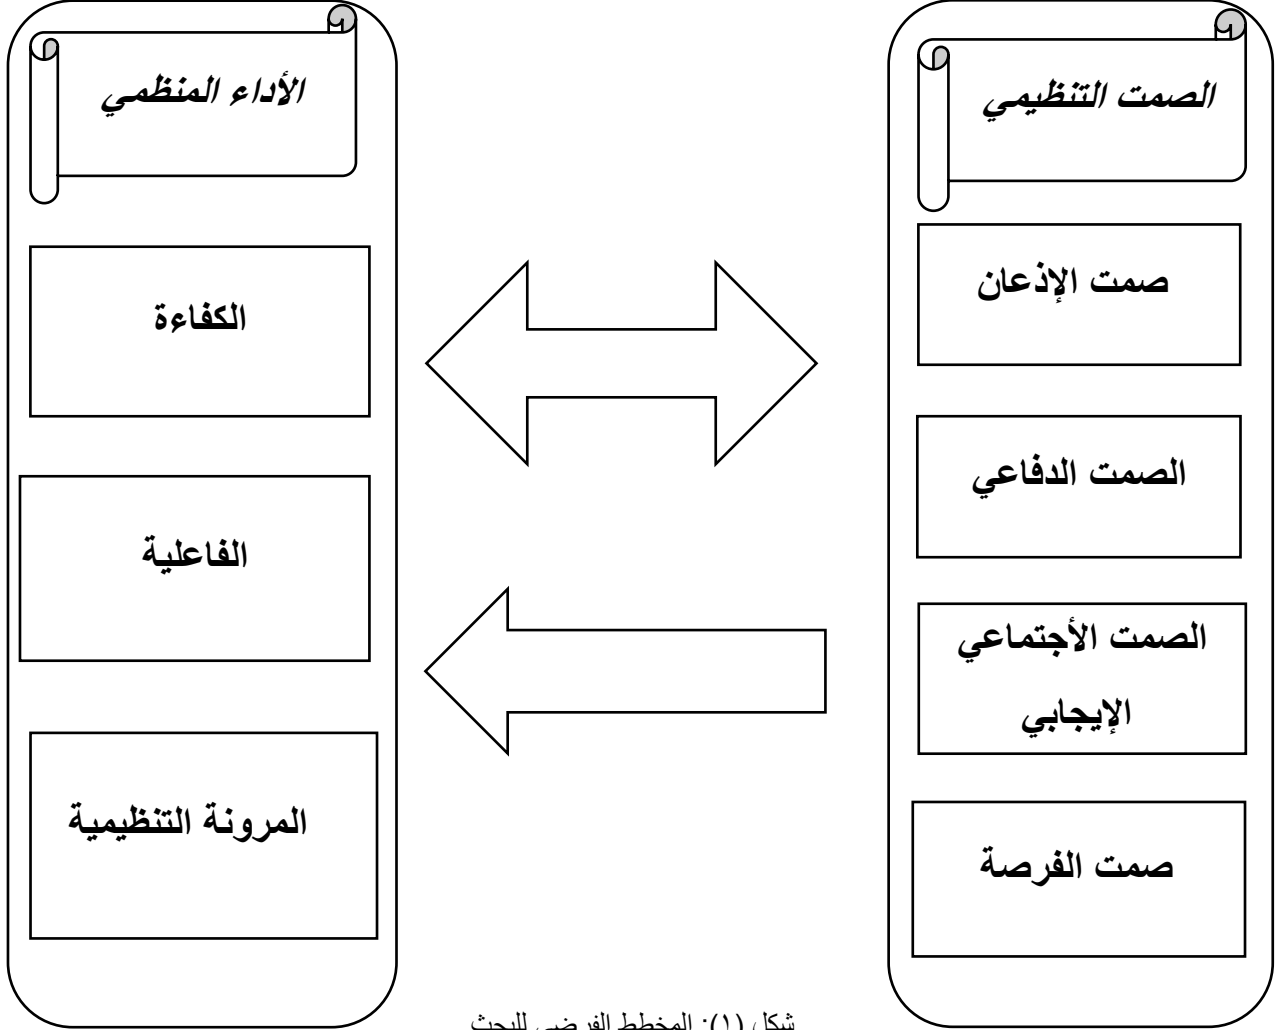 الصمت التنظيمي
صمت الإذعان
الصمت الدفاعي
الصمت الأجتماعي
الإيجابي
صمت الفرصة
الأداء المنظمي
الكفاءة
الفاعلية
المرونة التنظيمية
شكل (١): المخطط الفرضي للبحث